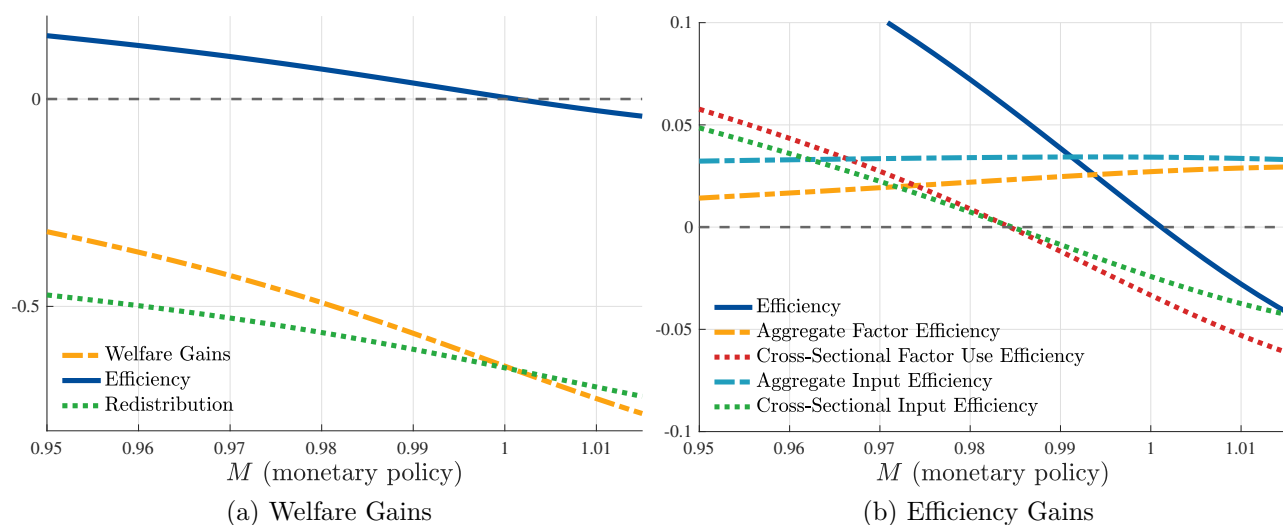 0
-0.5
Welfare Gains
Efficiency
Redistribution
0.95 0.96 0.97 0.98 0.99 1 1.01
M (monetary policy)
(a) Welfare Gains
0.1
0.05
0
-0.05
-0.1
Efficiency
Aggregate Factor Efficiency
Cross-Sectional Factor Use Efficiency
Aggregate Input Efficiency
Cross-Sectional Input Efficiency
0.95 0.96 0.97 0.98 0.99 1 1.01
M (monetary policy)
(b) Efficiency Gains